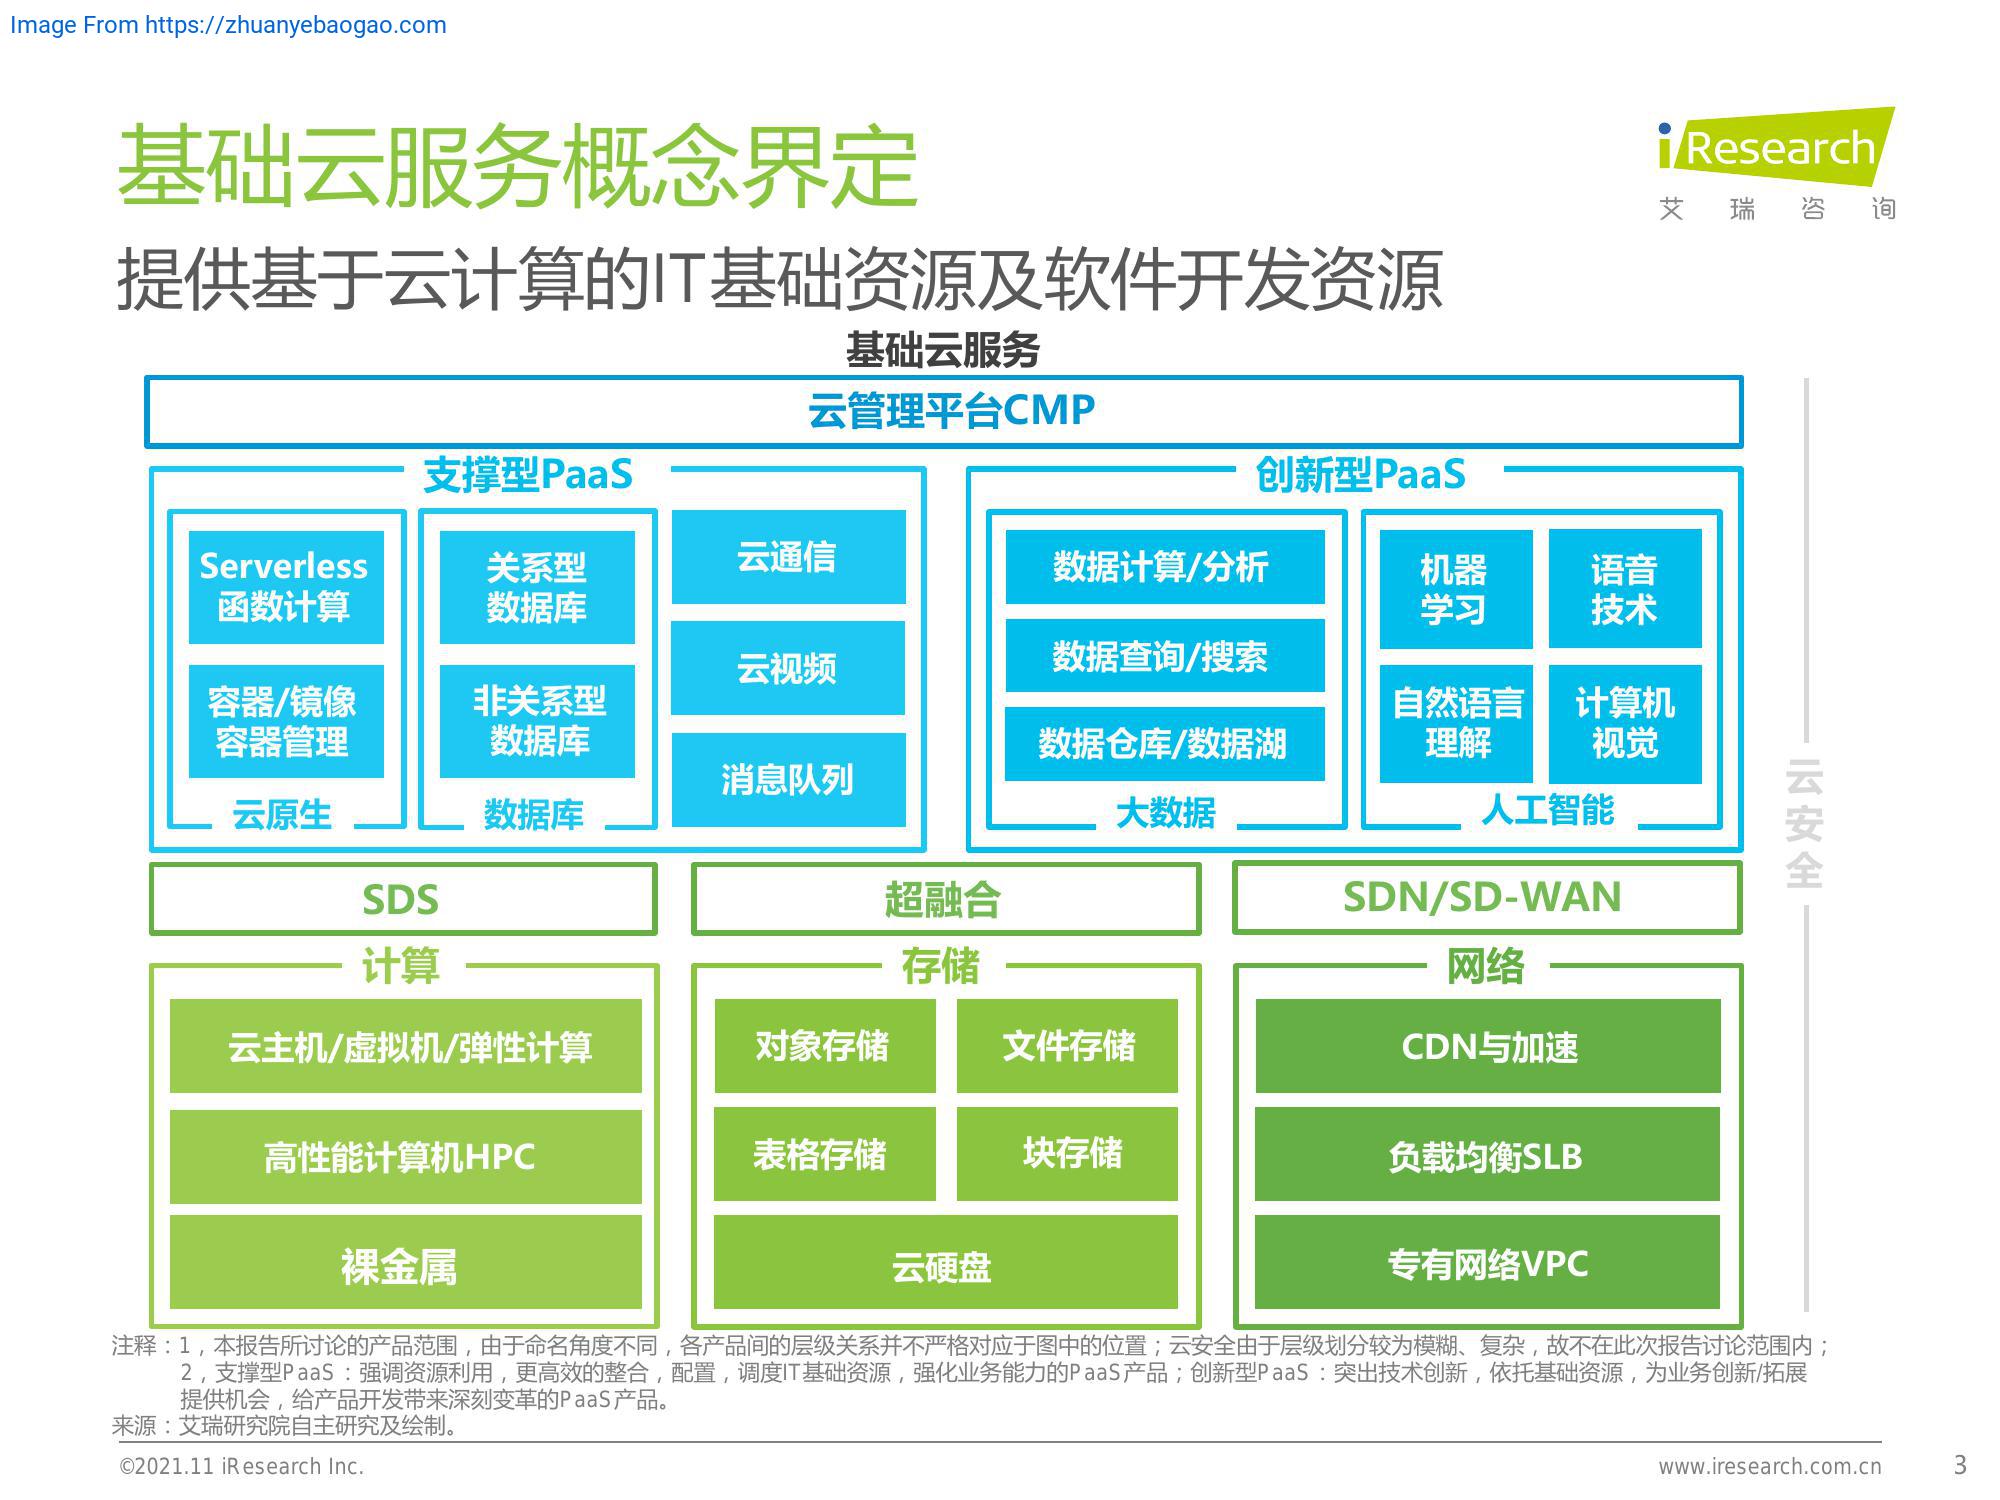 Image From https://zhuanyebaogao.com
基础云服务概念界定
iResearch
艾瑞咨询
提供基于云计算的IT基础资源及软件开发资源
基础云服务
云管理平台CMP
支撑型PaaS
Serverless
函数计算
容器/镜像
容器管理
云原生
关系型
数据库
非关系型
数据库
数据库
云通信
云视频
消息队列
创新型PaaS
数据计算/分析
数据查询/搜索
数据仓库/数据湖
大数据
机器
学习
语音
技术
自然语言
理解
计算机
视觉
人工智能
云安全
SDS
超融合
SDN/SD-WAN
计算
云主机/虚拟机/弹性计算
高性能计算机HPC
裸金属
存储
对象存储
文件存储
表格存储
块存储
云硬盘
网络
CDN与加速
负载均衡SLB
专有网络VPC
注释：1，本报告所讨论的产品范围，由于命名角度不同，各产品间的层级关系并不严格对应于图中的位置；云安全由于层级划分较为模糊、复杂，故不在此次报告讨论范围内；
2，支撑型PaaS：强调资源利用，更高效的整合，配置，调度IT基础资源，强化业务能力的PaaS产品；创新型PaaS：突出技术创新，依托基础资源，为业务创新/拓展
提供机会，给产品开发带来深刻变革的PaaS产品。
来源：艾瑞研究院自主研究及绘制。
©2021.11 iResearch Inc.
www.iresearch.com.cn
3